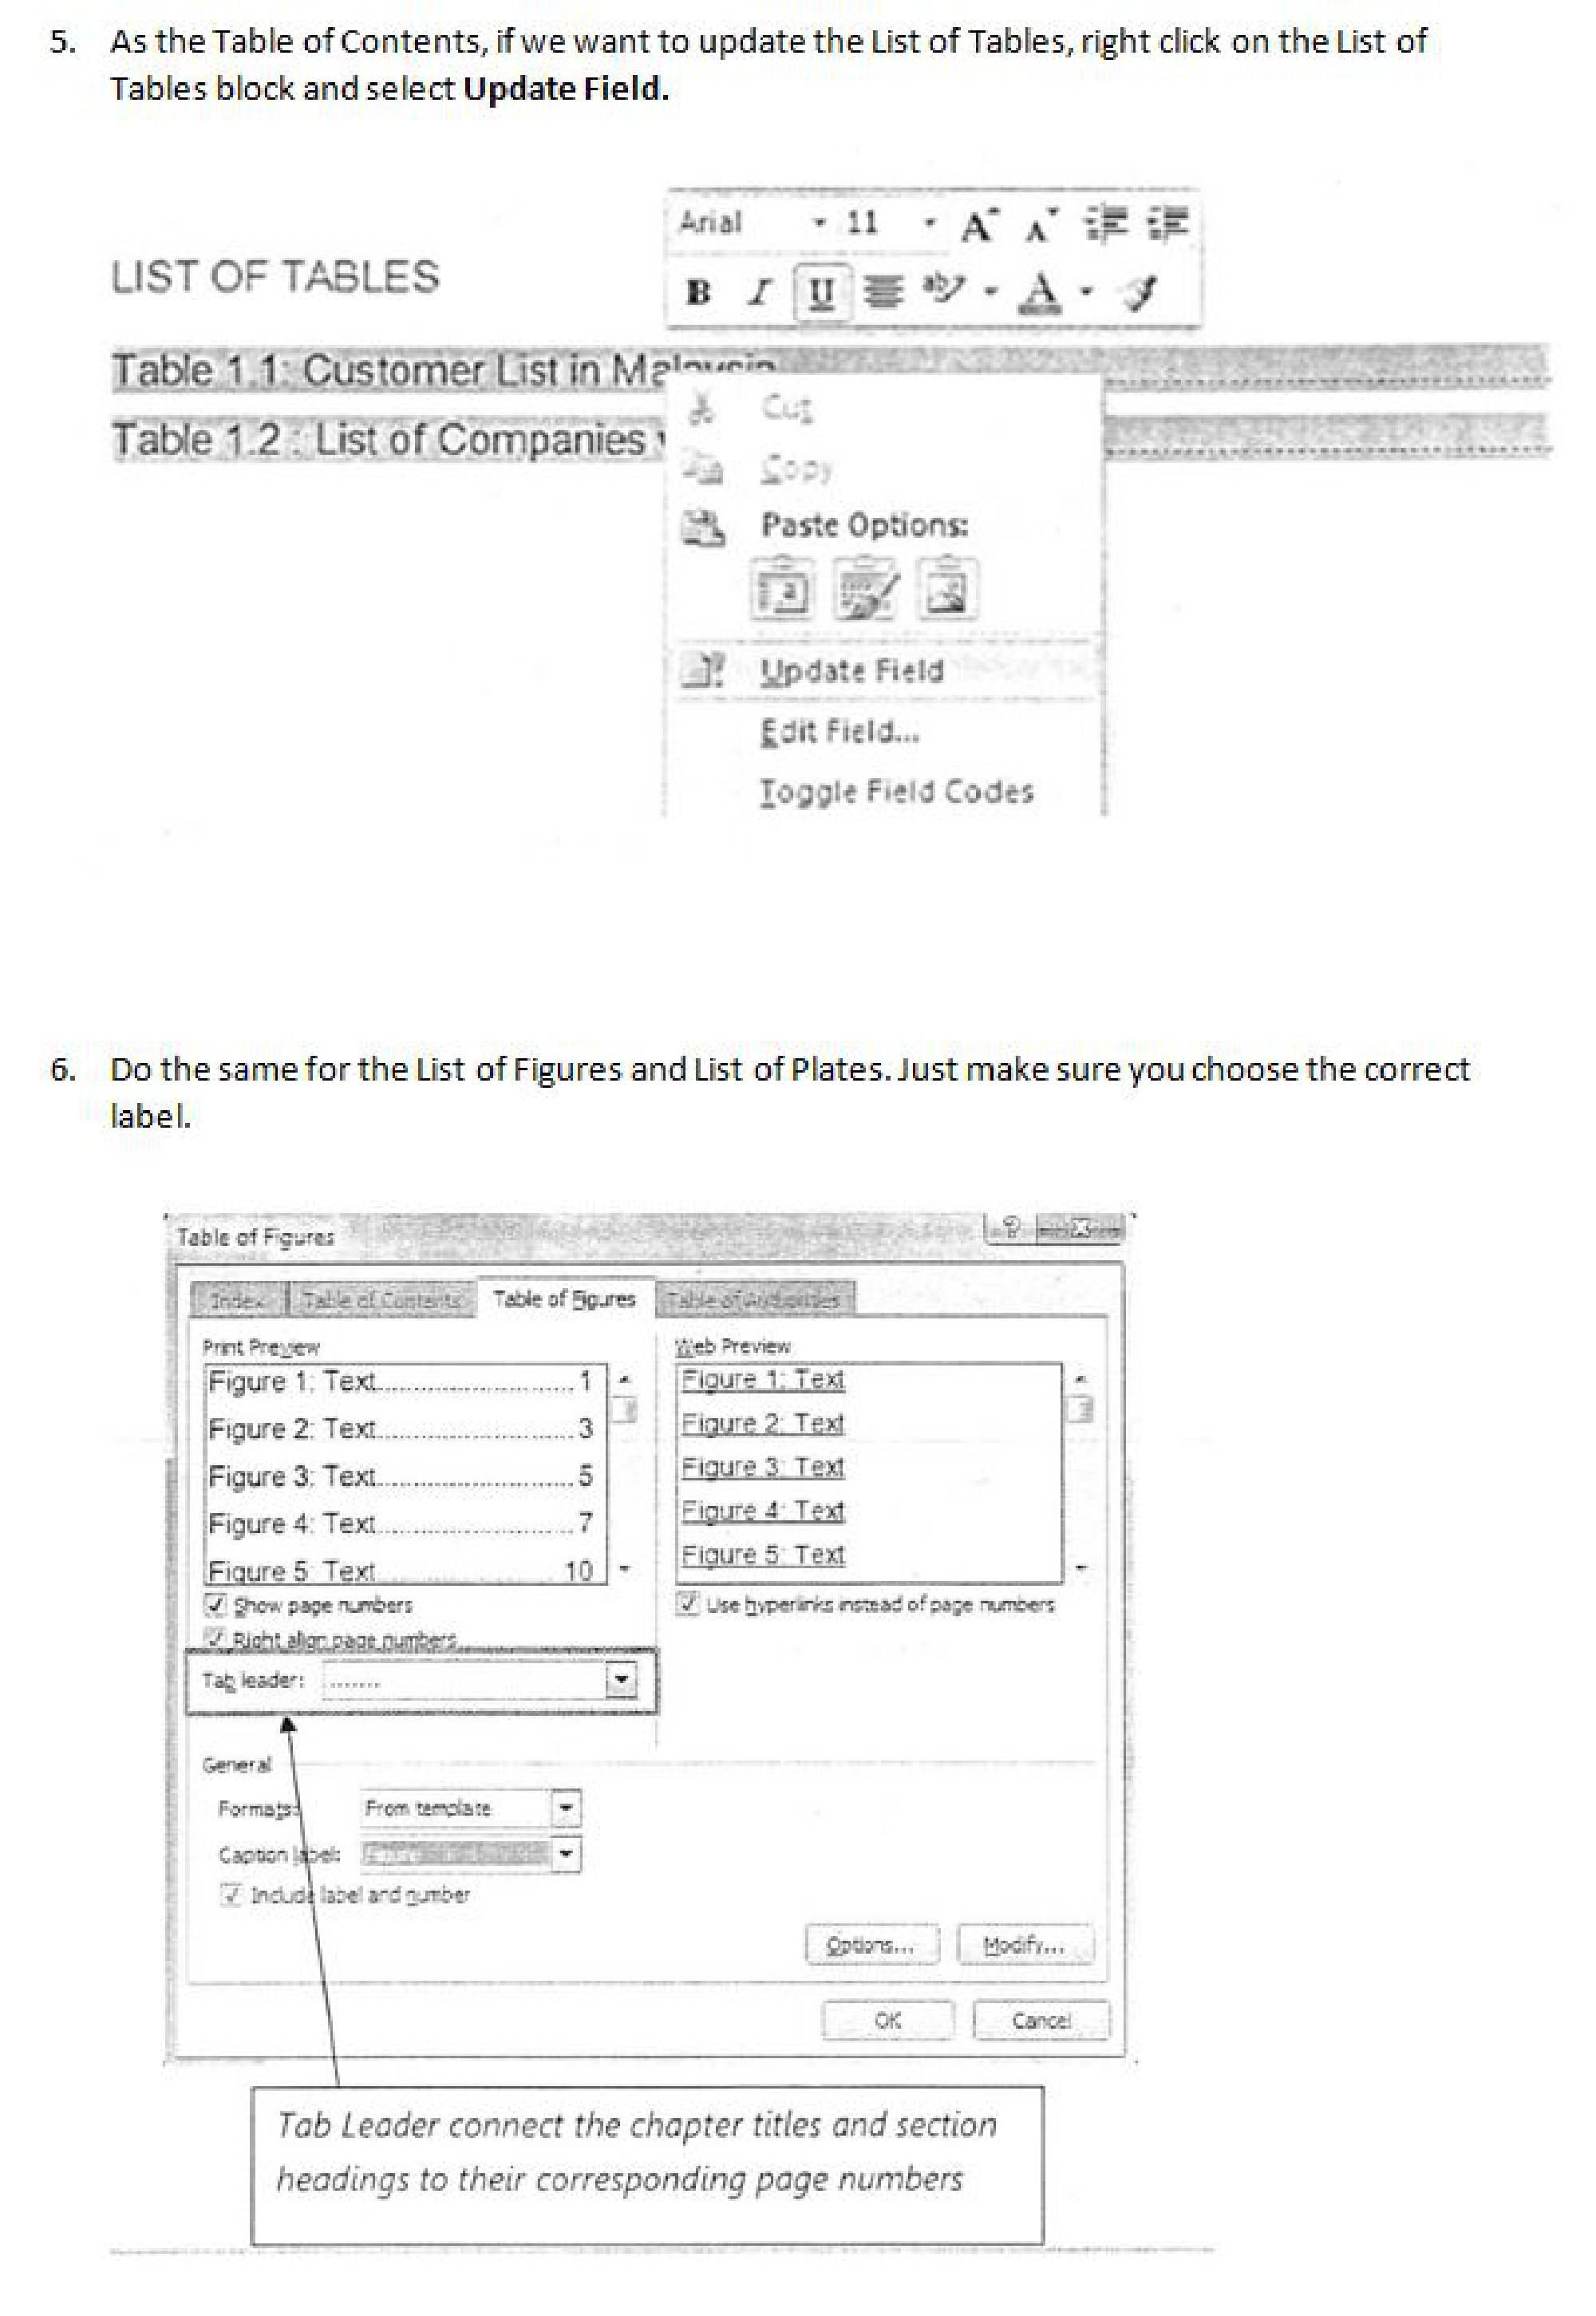 5. As the Table of Contents, if we want to update the List of Tables, right click on the List of
Tables block and select Update Field.
Arial 11 A A
LIST OF TABLES
B I U ab A
Table 1.1: Customer List in Malaysia
Table 1.2 : List of Companies
Cut
Copy
Paste Options:
Update Field
Edit Field...
Toggle Field Codes
6. Do the same for the List of Figures and List of Plates. Just make sure you choose the correct
label.
Table of Figures
Index Table of Contents Table of Figures Table of Authorities
Print Preview
Web Preview
Figure 1: Text.............................1
Figure 2: Text.............................3
Figure 3: Text.............................5
Figure 4: Text.............................7
Figure 5: Text.............................10
Figure 1: Text
Figure 2: Text
Figure 3: Text
Figure 4: Text
Figure 5: Text
Show page numbers
Use hyperlinks instead of page numbers
Right align page numbers
Tab leader: .......
General
Formats: From template
Caption label:
Include label and number
Options... Modify...
OK Cancel
Tab Leader connect the chapter titles and section
headings to their corresponding page numbers